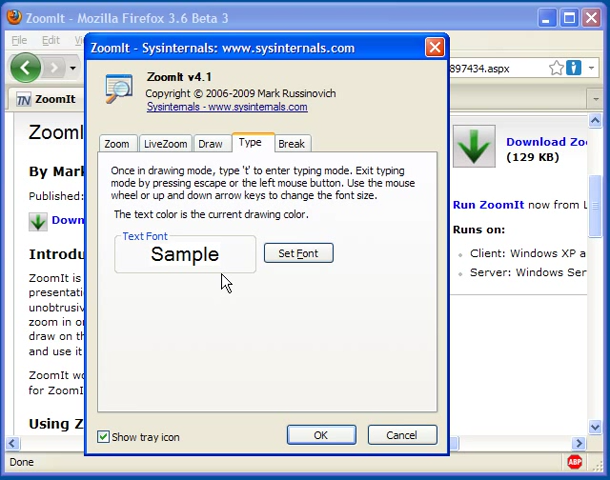 ZoomIt - Mozilla Firefox 3.6 Beta 3
File
ZoomIt - Sysinternals: www.sysinternals.com
ZoomIt v4.1
Copyright © 2006-2009 Mark Russinovich
Sysinternals - www.sysinternals.com
897434.aspx
TN ZoomIt
Zoom LiveZoom Draw Type Break
Once in drawing mode, type 't' to enter typing mode. Exit typing
mode by pressing escape or the left mouse button. Use the mouse
wheel or up and down arrow keys to change the font size.
The text color is the current drawing color.
Text Font
Sample
Set Font
Show tray icon
OK
Cancel
By Mark
Published:
Introdu
ZoomIt is
presentatio
unobtrusiv
zoom in or
draw on th
and use it
ZoomIt wo
for ZoomI
Using Z
Download Zo
(129 KB)
Run ZoomIt now from L
Runs on:
Client: Windows XP a
Server: Windows Ser
Done
ABP